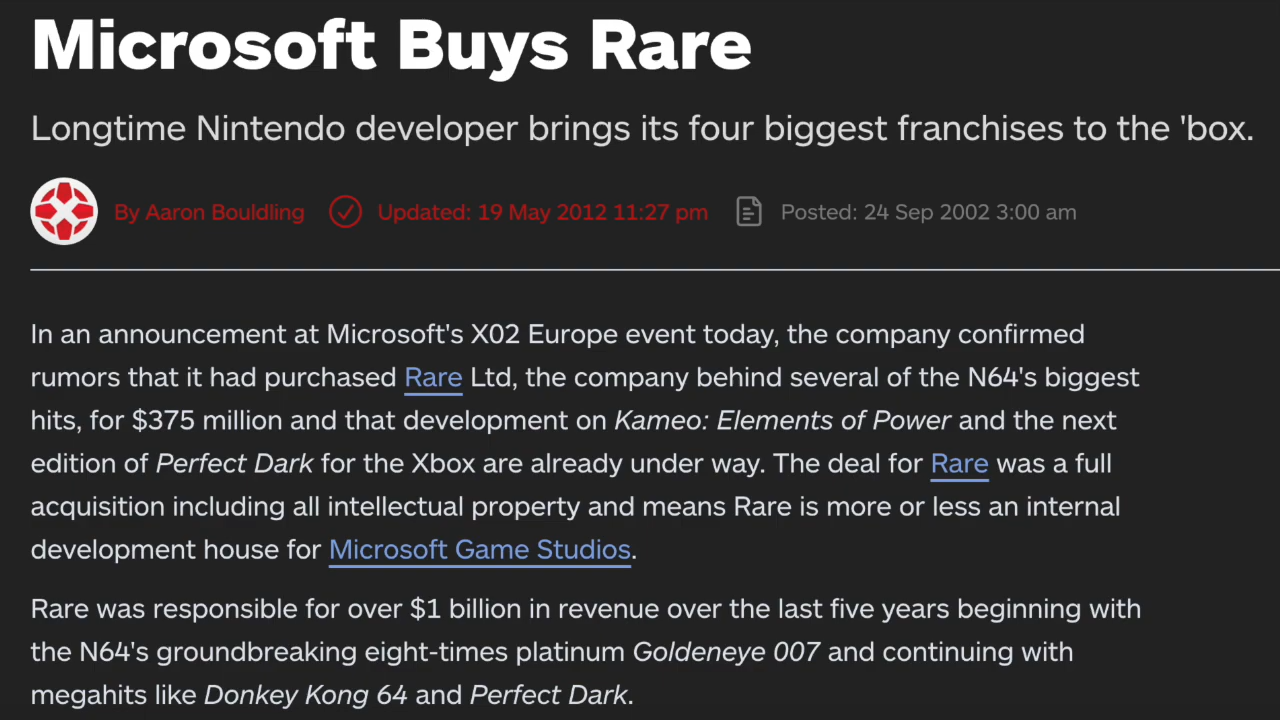 Microsoft Buys Rare
Longtime Nintendo developer brings its four biggest franchises to the 'box.
By Aaron Bouldling Updated: 19 May 2012 11:27 pm Posted: 24 Sep 2002 3:00 am
In an announcement at Microsoft's X02 Europe event today, the company confirmed
rumors that it had purchased Rare Ltd, the company behind several of the N64's biggest
hits, for $375 million and that development on Kameo: Elements of Power and the next
edition of Perfect Dark for the Xbox are already under way. The deal for Rare was a full
acquisition including all intellectual property and means Rare is more or less an internal
development house for Microsoft Game Studios.
Rare was responsible for over $1 billion in revenue over the last five years beginning with
the N64's groundbreaking eight-times platinum Goldeneye 007 and continuing with
megahits like Donkey Kong 64 and Perfect Dark.